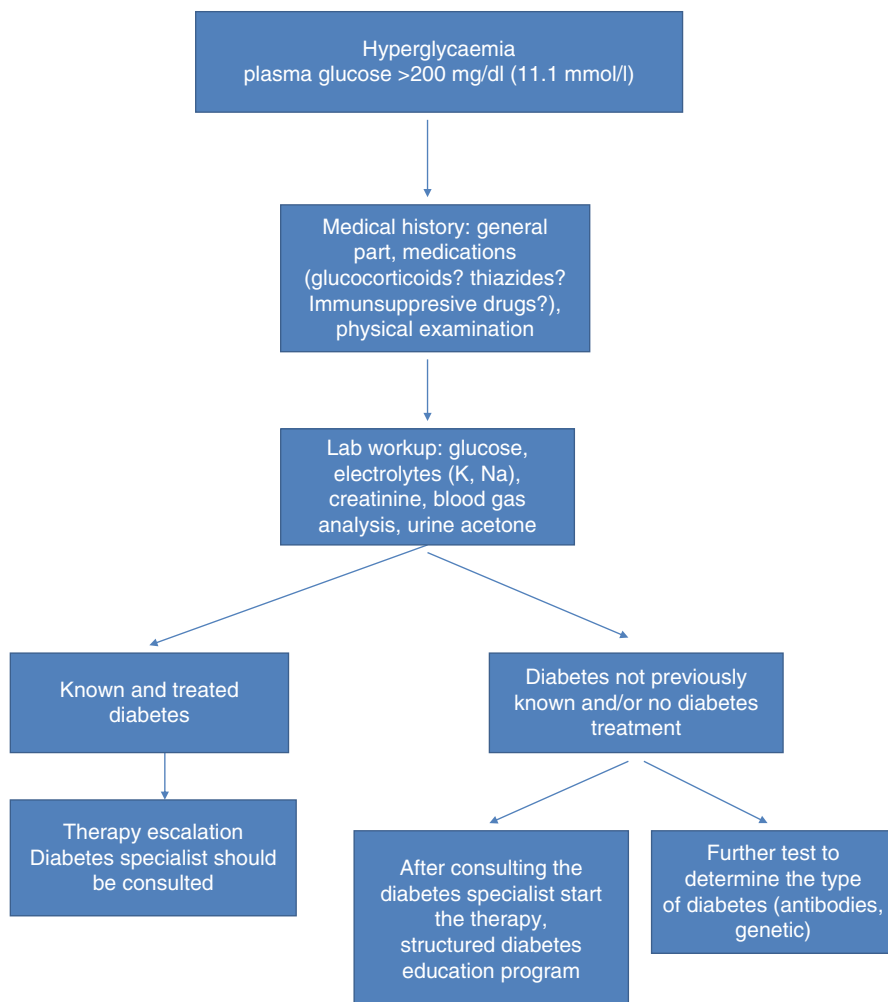 Hyperglycaemia
plasma glucose >200 mg/dl (11.1 mmol/l)
Medical history: general
part, medications
(glucocorticoids? thiazides?
Immunsuppresive drugs?),
physical examination
Lab workup: glucose,
electrolytes (K, Na),
creatinine, blood gas
analysis, urine acetone
Known and treated
diabetes
Diabetes not previously
known and/or no diabetes
treatment
Therapy escalation
Diabetes specialist should
be consulted
After consulting the
diabetes specialist start
the therapy,
structured diabetes
education program
Further test to
determine the type
of diabetes (antibodies,
genetic)